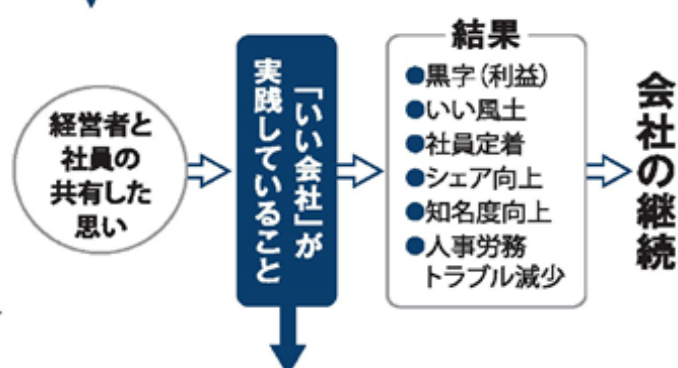 経営者と
社員の
共有した
思い
「いい会社」が
実践していること
結果
●黒字（利益）
●いい風土
●社員定着
●シェア向上
●知名度向上
●人事労務
トラブル減少
会社の継続